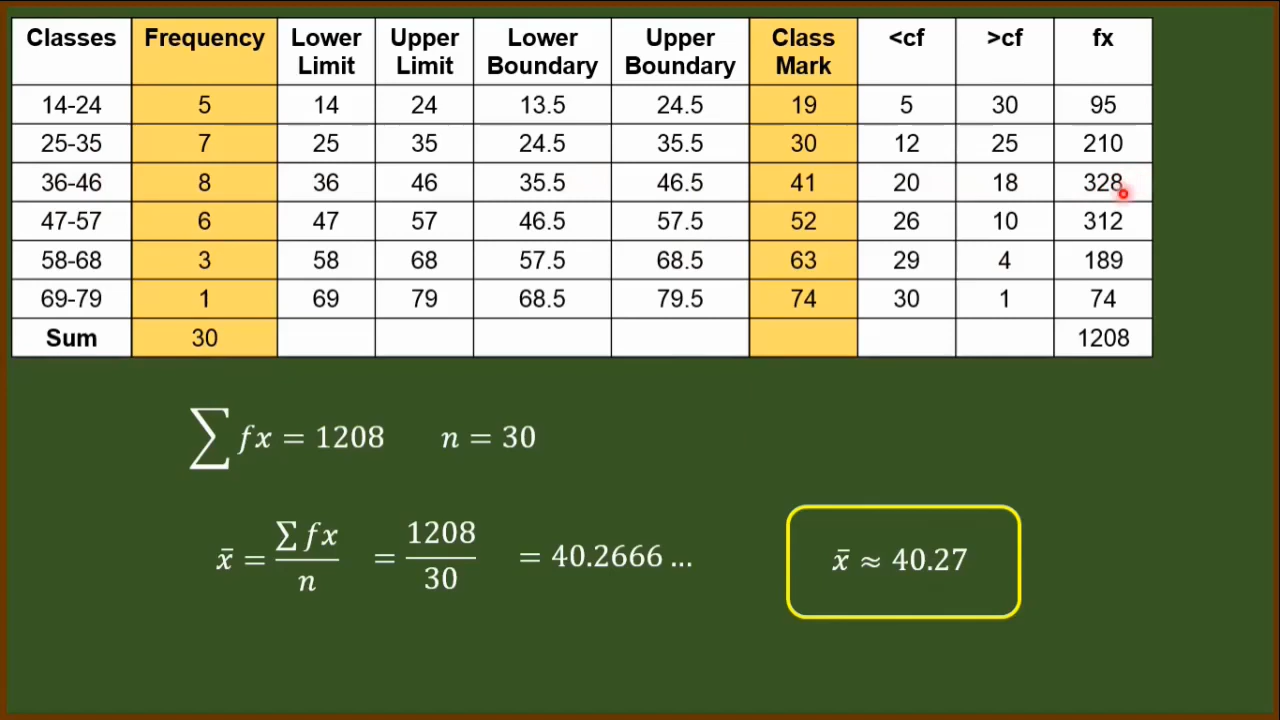 Classes Frequency Lower Limit Upper Limit Lower Boundary Upper Boundary Class Mark <cf >cf fx
14-24 5 14 24 13.5 24.5 19 5 30 95
25-35 7 25 35 24.5 35.5 30 12 25 210
36-46 8 36 46 35.5 46.5 41 20 18 328
47-57 6 47 57 46.5 57.5 52 26 10 312
58-68 3 58 68 57.5 68.5 63 29 4 189
69-79 1 69 79 68.5 79.5 74 30 1 74
Sum 30 1208
∑ fx = 1208 n = 30
x̄ = ∑ fx / n = 1208 / 30 = 40.2666 ... x̄ ≈ 40.27